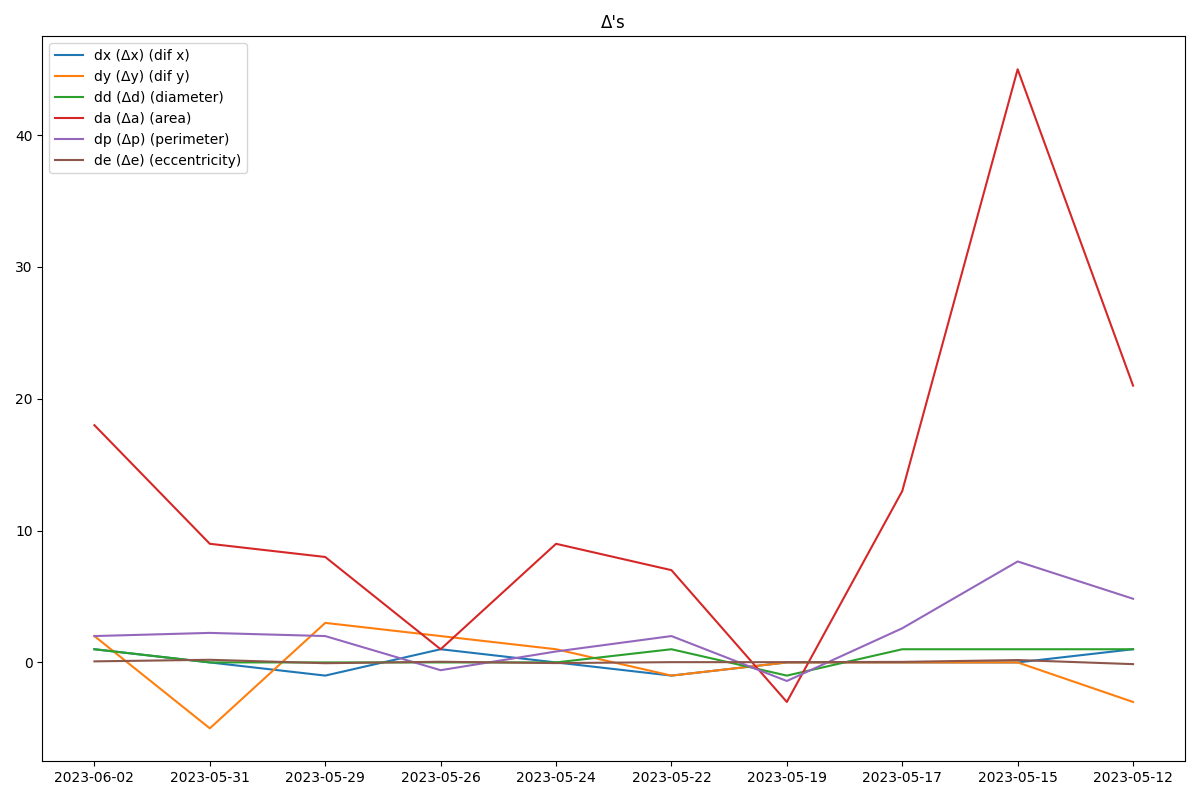 Δ's
dx (Δx) (dif x)
dy (Δy) (dif y)
dd (Δd) (diameter)
da (Δa) (area)
dp (Δp) (perimeter)
de (Δe) (eccentricity)
40
30
20
10
0
2023-06-02 2023-05-31 2023-05-29 2023-05-26 2023-05-24 2023-05-22 2023-05-19 2023-05-17 2023-05-15 2023-05-12